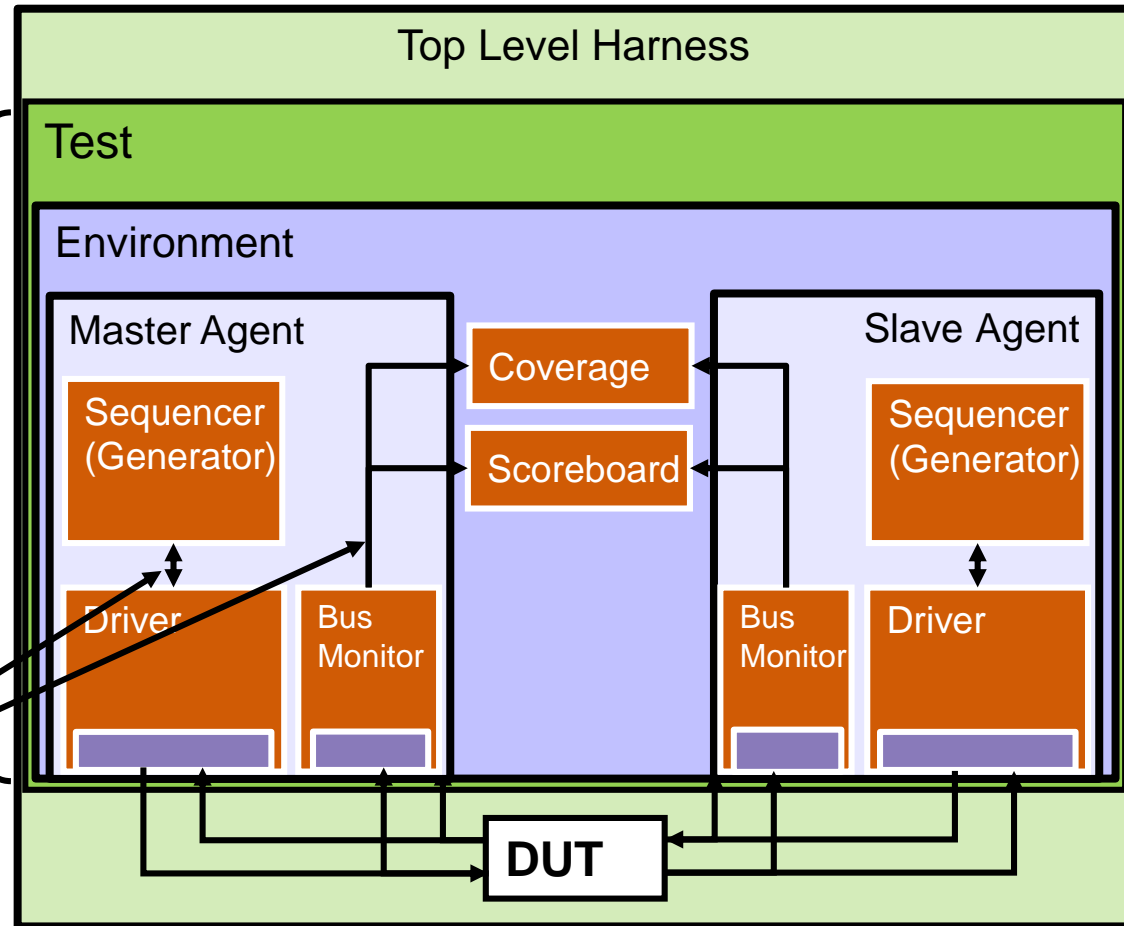 Top Level Harness
Test
Environment
Master Agent
Slave Agent
Coverage
Sequencer
(Generator)
Sequencer
(Generator)
Scoreboard
Driver
Bus
Monitor
Bus
Monitor
Driver
DUT